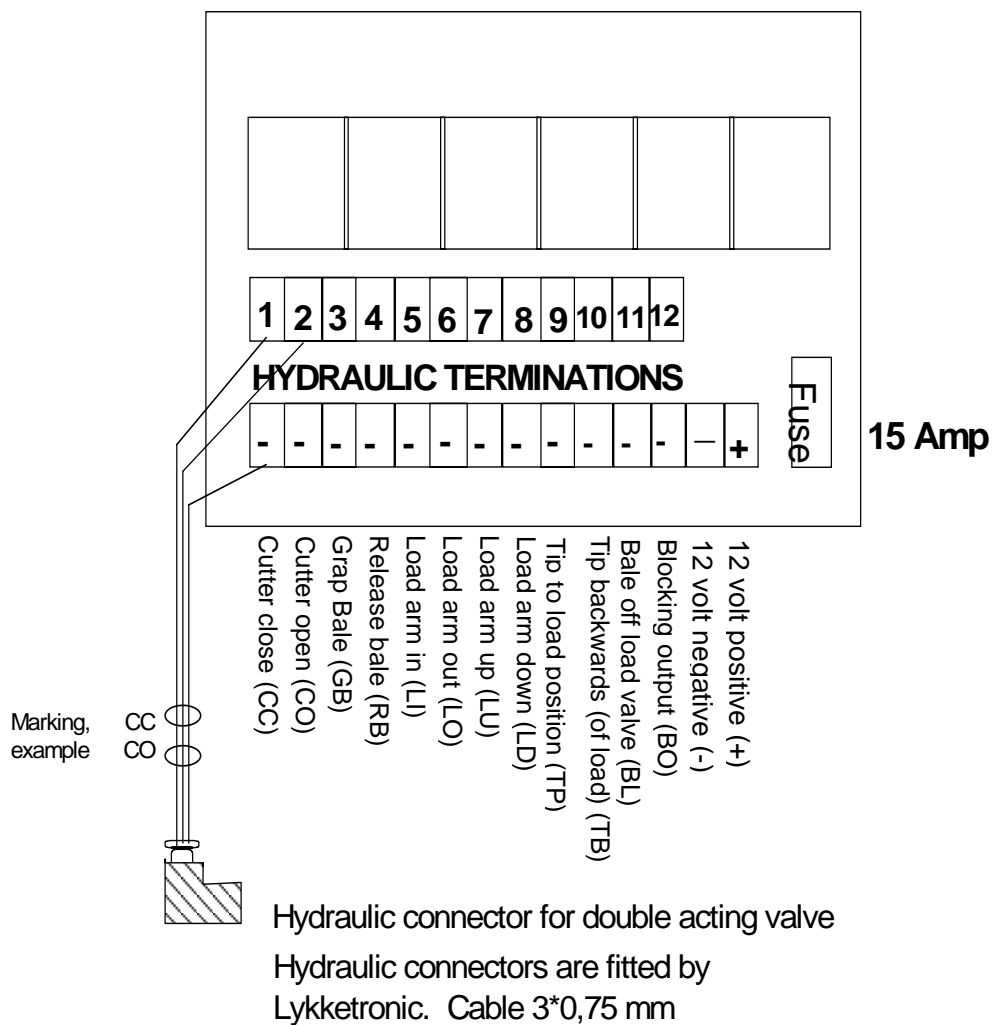 1 2 3 4 5 6 7 8 9 10 11 12
HYDRAULIC TERMINATIONS
Fuse
15 Amp
- - - - - - - - - - - - – +
Cutter close (CC)
Cutter open (CO)
Grap Bale (GB)
Release bale (RB)
Load arm in (LI)
Load arm out (LO)
Load arm up (LU)
Load arm down (LD)
Tip to load position (TP)
Tip backwards (of load) (TB)
Bale off load valve (BL)
Blocking output (BO)
12 volt negative (-)
12 volt positive (+)
Marking,
example
CC
CO
Hydraulic connector for double acting valve
Hydraulic connectors are fitted by
Lykketronic. Cable 3*0,75 mm